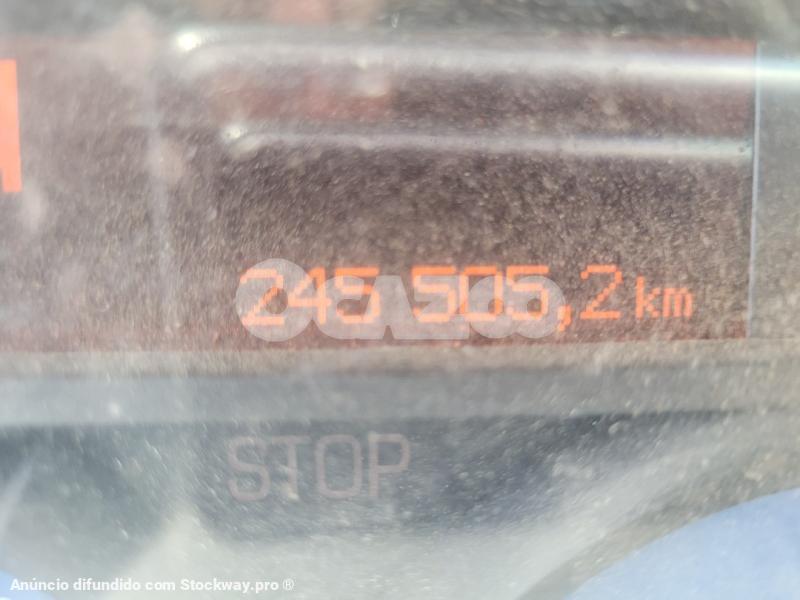 245 505,2 km
STOP
Anúncio difundido com Stockway.pro ®